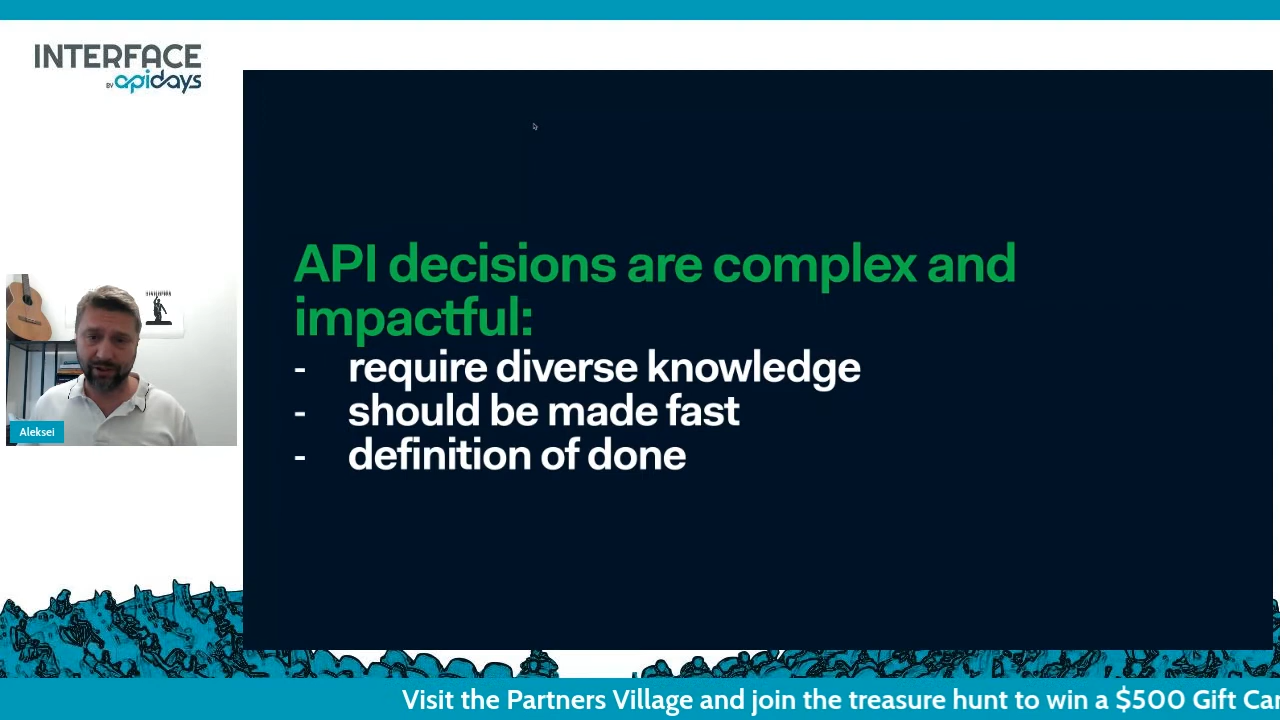 INTERFACE
BY apidays
API decisions are complex and
impactful:
- require diverse knowledge
- should be made fast
- definition of done
Aleksei
Visit the Partners Village and join the treasure hunt to win a $500 Gift Car